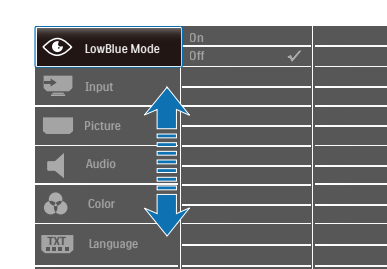 LowBlue Mode
On
Off
Input
Picture
Audio
Color
TXT
Language